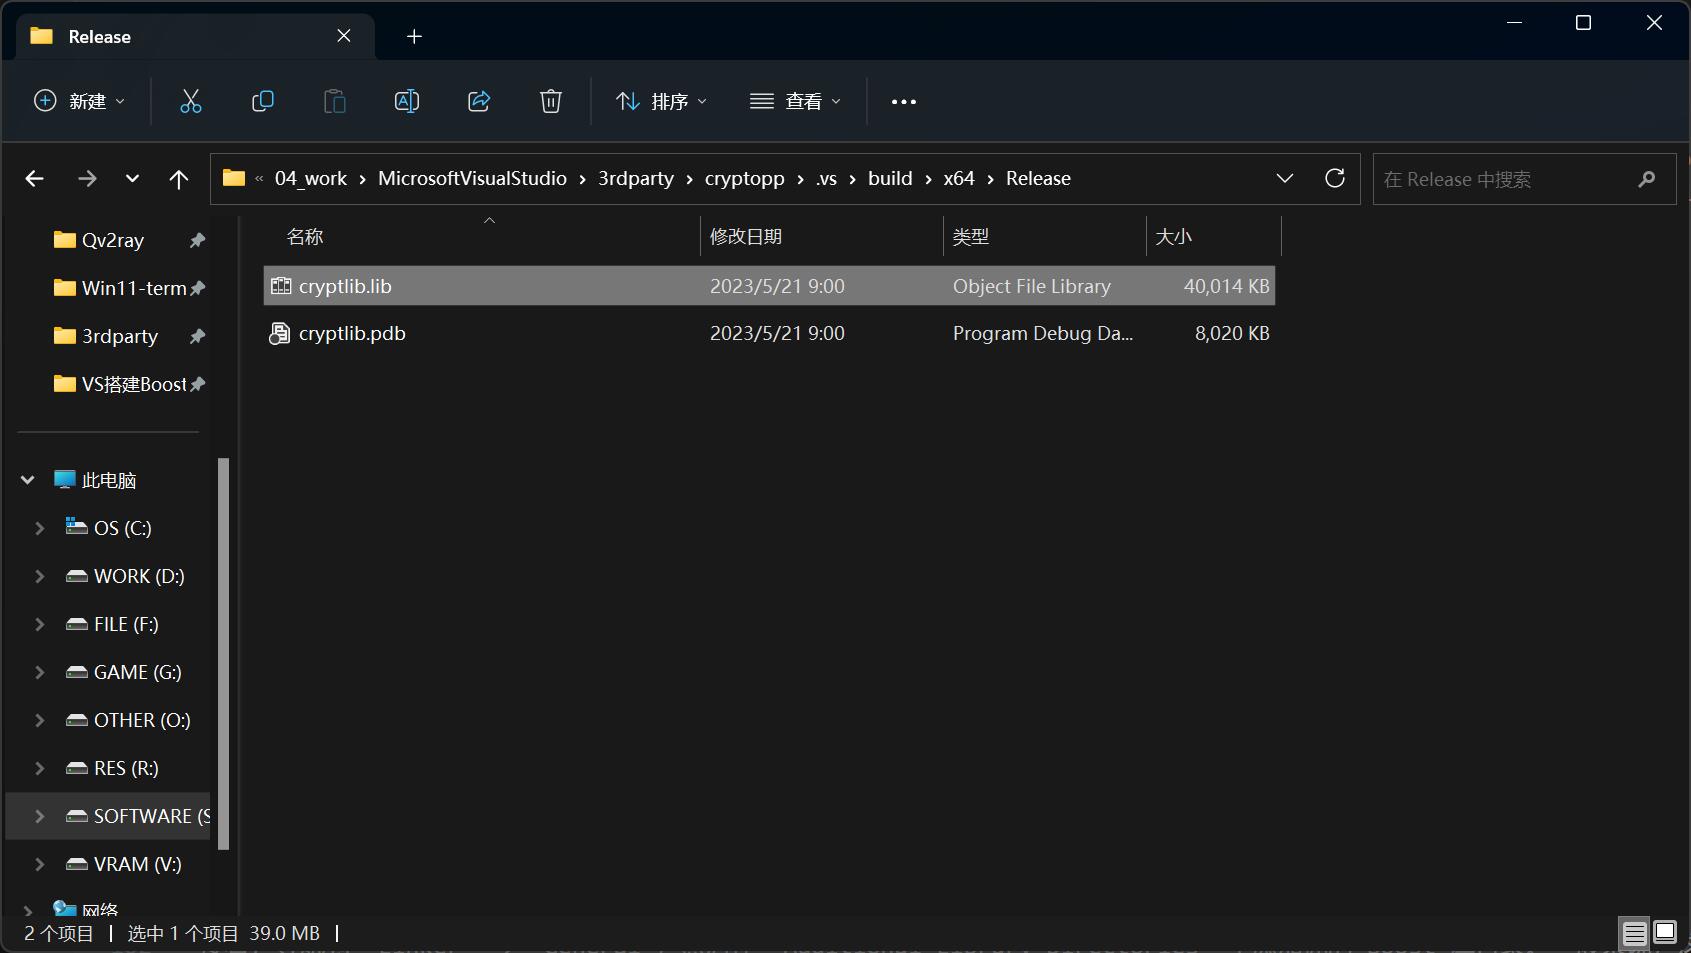 Release
新建
排序
查看
« 04_work › MicrosoftVisualStudio › 3rdparty › cryptopp › .vs › build › x64 › Release
在 Release 中搜索
Qv2ray
Win11-term
3rdparty
VS搭建Boost
此电脑
OS (C:)
WORK (D:)
FILE (F:)
GAME (G:)
OTHER (O:)
RES (R:)
SOFTWARE (S
VRAM (V:)
网络
名称 修改日期 类型 大小
cryptlib.lib 2023/5/21 9:00 Object File Library 40,014 KB
cryptlib.pdb 2023/5/21 9:00 Program Debug Da... 8,020 KB
2 个项目 | 选中 1 个项目 39.0 MB |